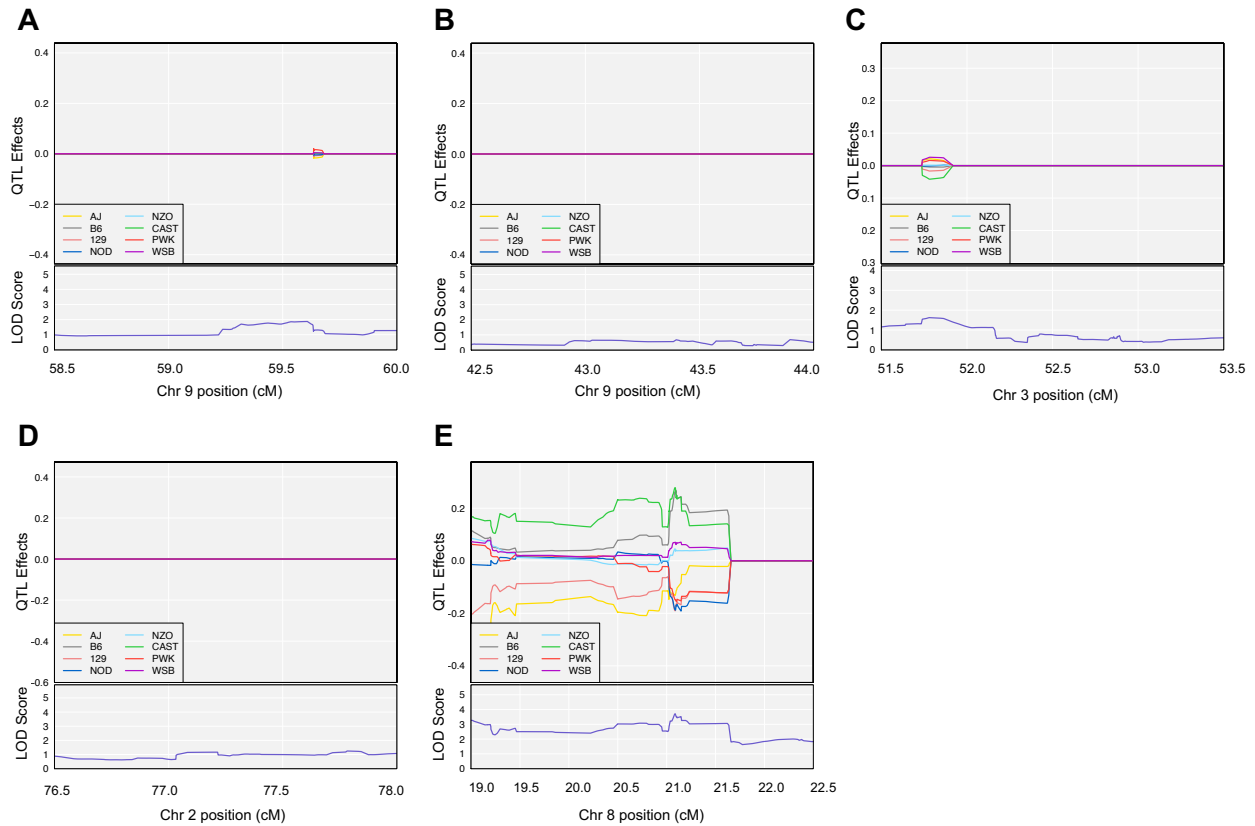 A
B
C
0.4
0.2
0.0
−0.2
−0.4
QTL Effects
AJ NZO
B6 CAST
129 PWK
NOD WSB
5
4
3
2
1
0
LOD Score
58.5 59.0 59.5 60.0
Chr 9 position (cM)
0.4
0.2
0.0
−0.2
−0.4
QTL Effects
AJ NZO
B6 CAST
129 PWK
NOD WSB
5
4
3
2
1
0
LOD Score
42.5 43.0 43.5 44.0
Chr 9 position (cM)
0.3
0.2
0.1
0.0
0.1
0.2
0.3
QTL Effects
AJ NZO
B6 CAST
129 PWK
NOD WSB
4
3
2
1
0
LOD Score
51.5 52.0 52.5 53.0 53.5
Chr 3 position (cM)
D
E
0.4
0.2
0.0
−0.2
−0.4
-0.6
QTL Effects
AJ NZO
B6 CAST
129 PWK
NOD WSB
5
4
3
2
1
0
LOD Score
76.5 77.0 77.5 78.0
Chr 2 position (cM)
0.2
0.0
−0.2
−0.4
QTL Effects
AJ NZO
B6 CAST
129 PWK
NOD WSB
5
4
3
2
1
0
LOD Score
19.0 19.5 20.0 20.5 21.0 21.5 22.0 22.5
Chr 8 position (cM)